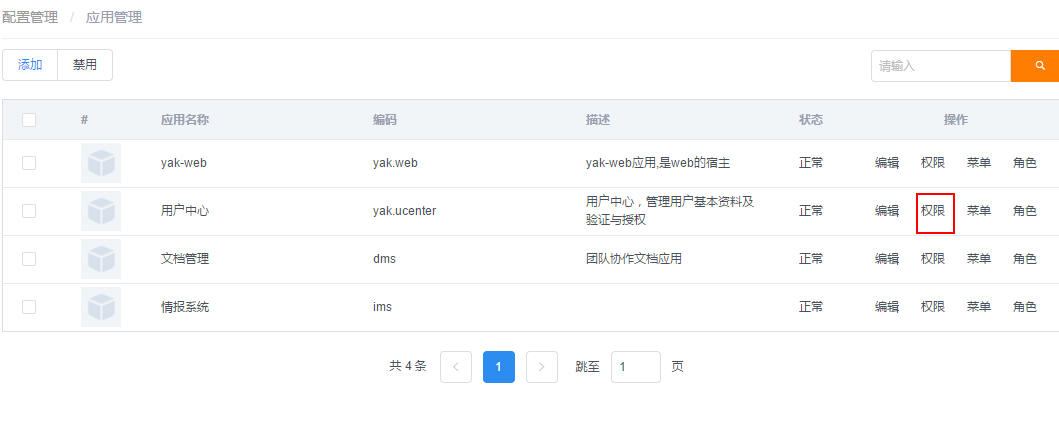 配置管理 / 应用管理
添加 禁用 请输入
# 应用名称 编码 描述 状态 操作
yak-web yak.web yak-web应用,是web的宿主 正常 编辑 权限 菜单 角色
用户中心 yak.ucenter 用户中心，管理用户基本资料及 正常 编辑 权限 菜单 角色
验证与授权
文档管理 dms 团队协作文档应用 正常 编辑 权限 菜单 角色
情报系统 ims 正常 编辑 权限 菜单 角色
共 4 条 1 跳至 1 页